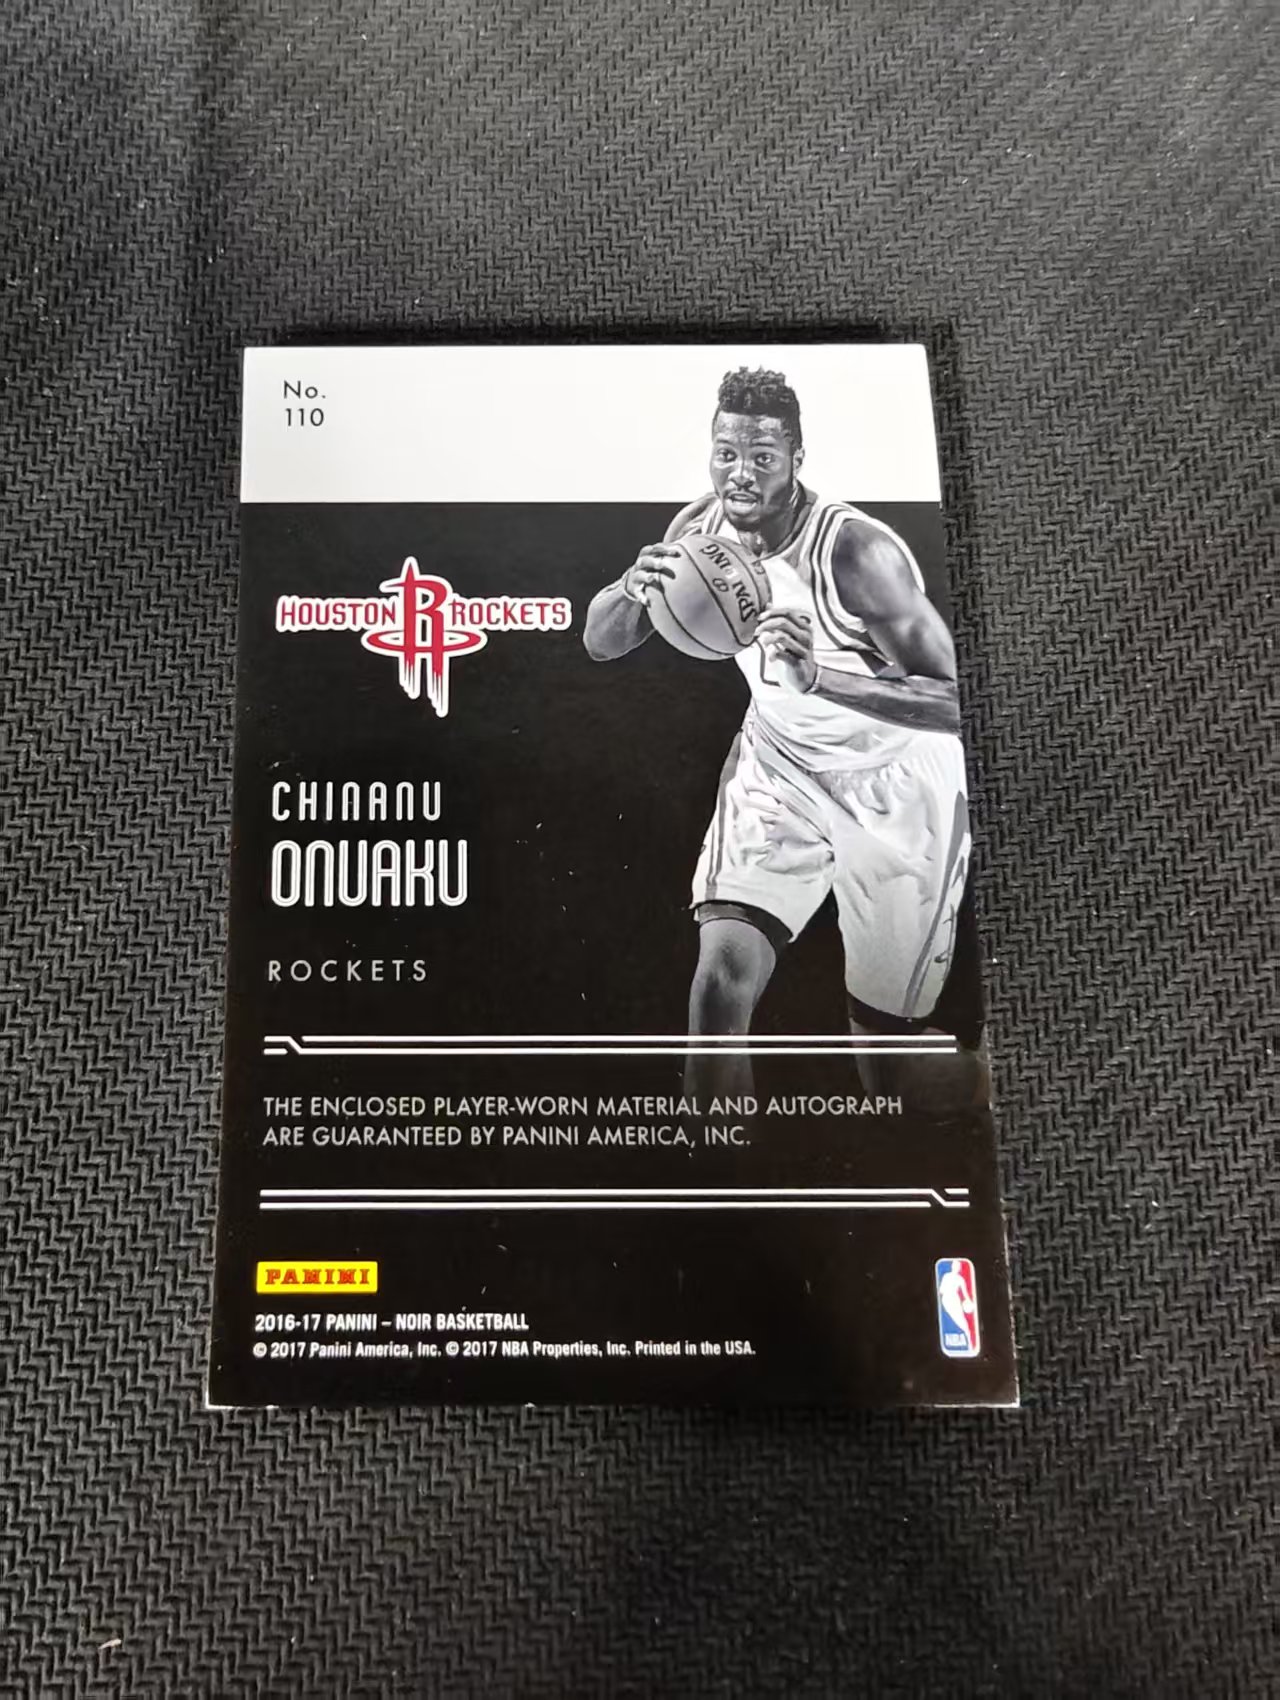 No.
110
HOUSTON R ROCKETS
SPALDING
CHINANU
ONUAKU
ROCKETS
THE ENCLOSED PLAYER-WORN MATERIAL AND AUTOGRAPH
ARE GUARANTEED BY PANINI AMERICA, INC.
PANINI
2016-17 PANINI – NOIR BASKETBALL
© 2017 Panini America, Inc. © 2017 NBA Properties, Inc. Printed in the USA.
NBA